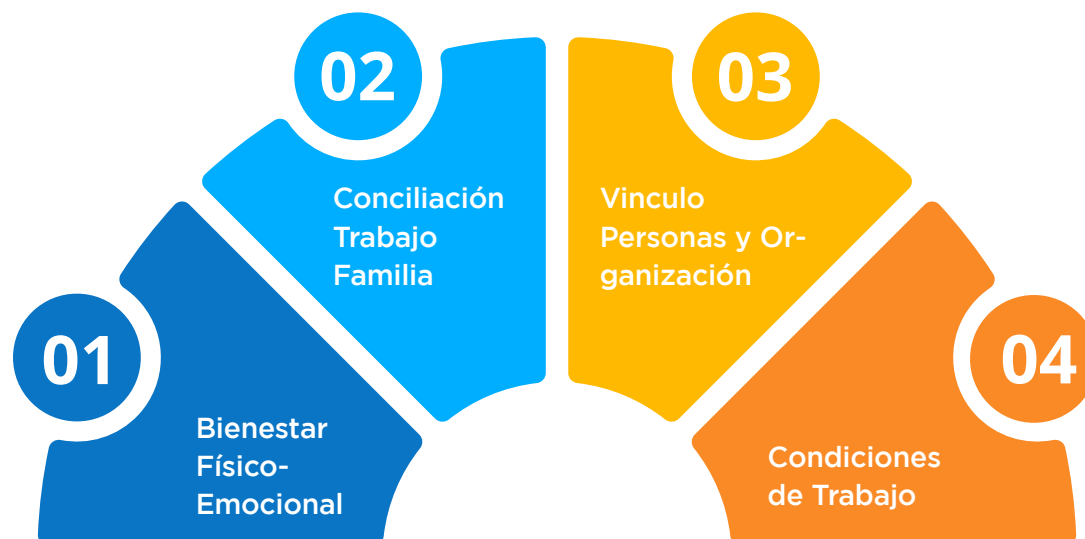 01
Bienestar
Físico-
Emocional
02
Conciliación
Trabajo
Familia
03
Vinculo
Personas y Or-
ganización
04
Condiciones
de Trabajo